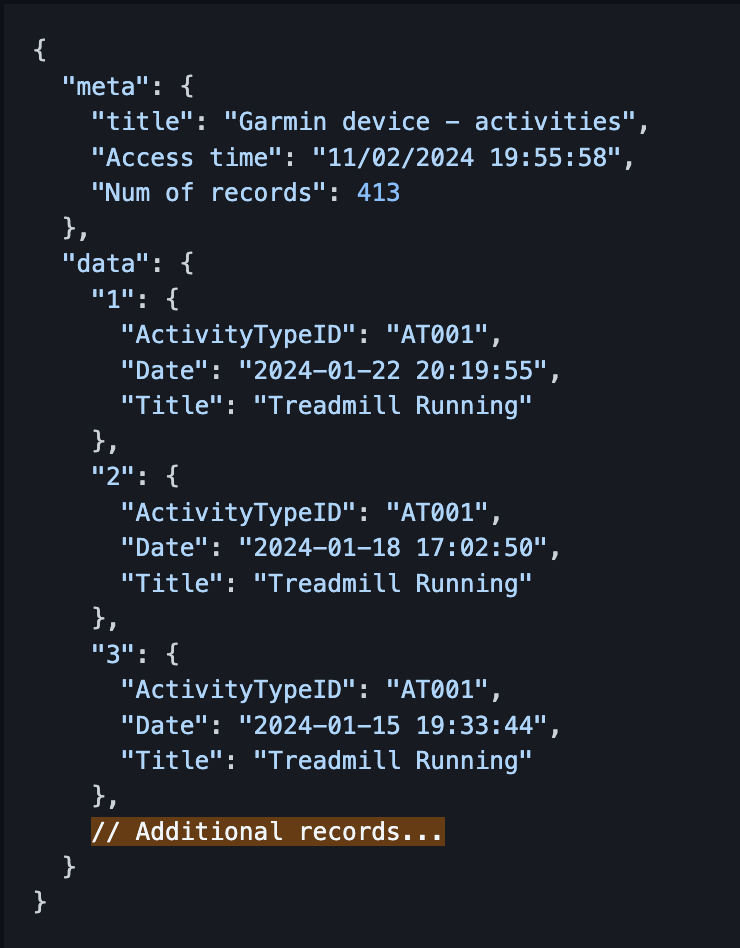 {
  "meta": {
    "title": "Garmin device – activities",
    "Access time": "11/02/2024 19:55:58",
    "Num of records": 413
  },
  "data": {
    "1": {
      "ActivityTypeID": "AT001",
      "Date": "2024-01-22 20:19:55",
      "Title": "Treadmill Running"
    },
    "2": {
      "ActivityTypeID": "AT001",
      "Date": "2024-01-18 17:02:50",
      "Title": "Treadmill Running"
    },
    "3": {
      "ActivityTypeID": "AT001",
      "Date": "2024-01-15 19:33:44",
      "Title": "Treadmill Running"
    },
    // Additional records...
  }
}